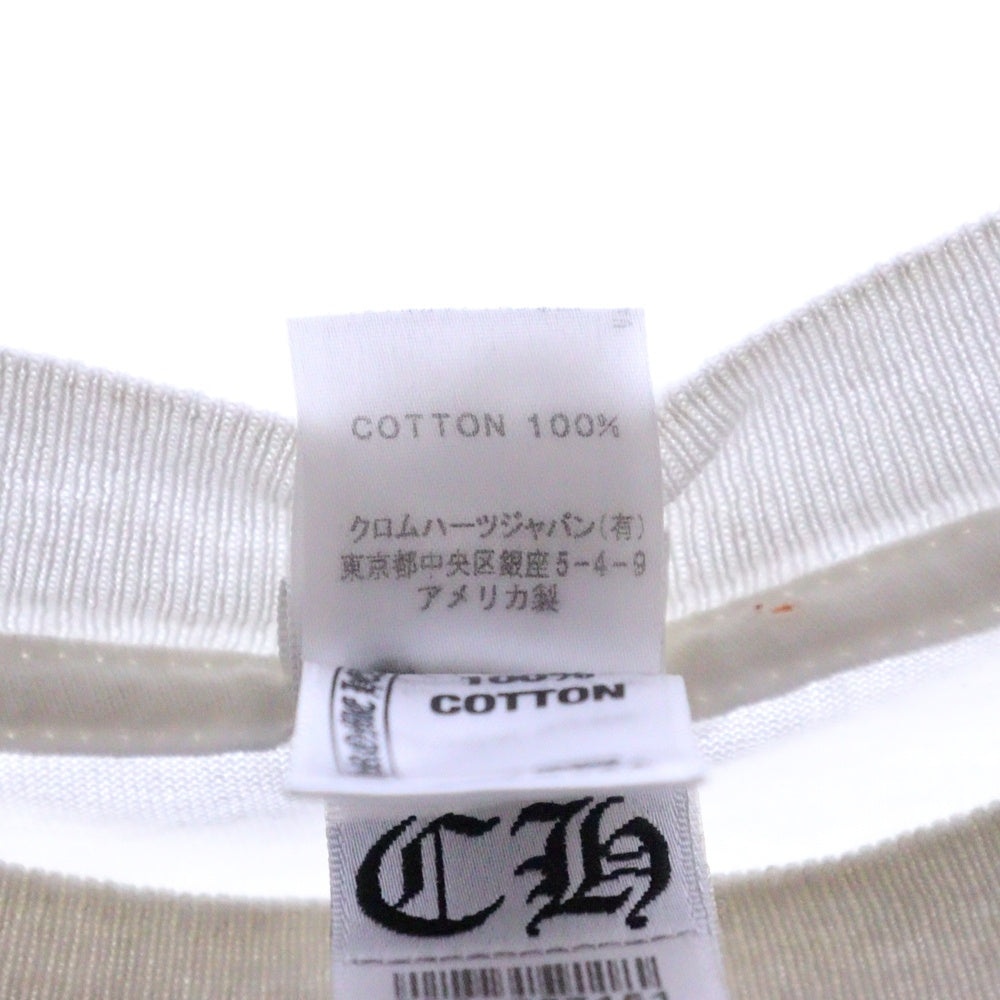 COTTON 100%
クロムハーツジャパン(有)
東京都中央区銀座5-4-9
アメリカ製
100%
COTTON
CH